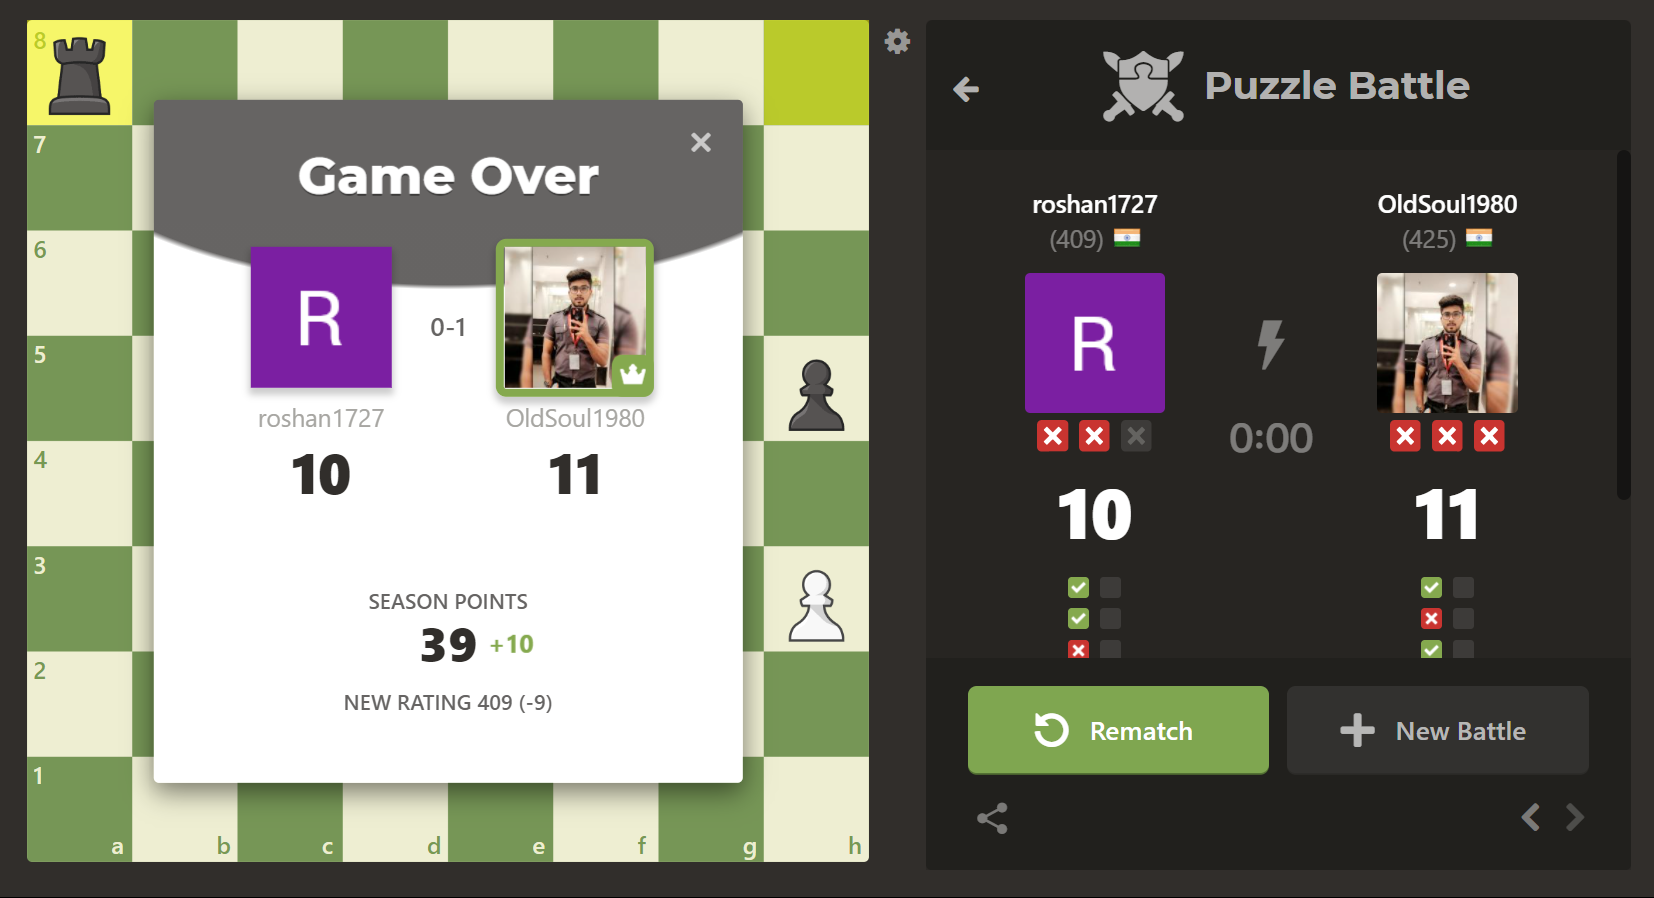 8
7
6
5
4
3
2
1
a b c d e f g h
Game Over
R
0-1
roshan1727
OldSoul1980
10
11
SEASON POINTS
39 +10
NEW RATING 409 (-9)
Puzzle Battle
roshan1727
(409)
OldSoul1980
(425)
R
0:00
10
11
Rematch
New Battle